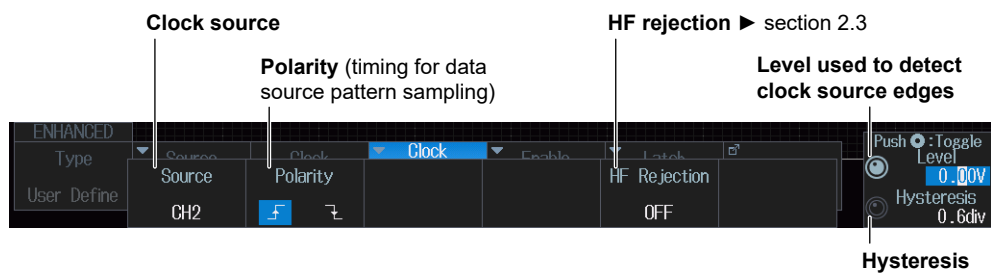 Clock source
HF rejection ► section 2.3
Polarity (timing for data
source pattern sampling)
Level used to detect
clock source edges
ENHANCED
Type
User Define
Source
Clock
Clock
Enable
Latch
Source
CH2
Polarity
HF Rejection
OFF
Push :Toggle
Level
0.00V
Hysteresis
0.6div
Hysteresis